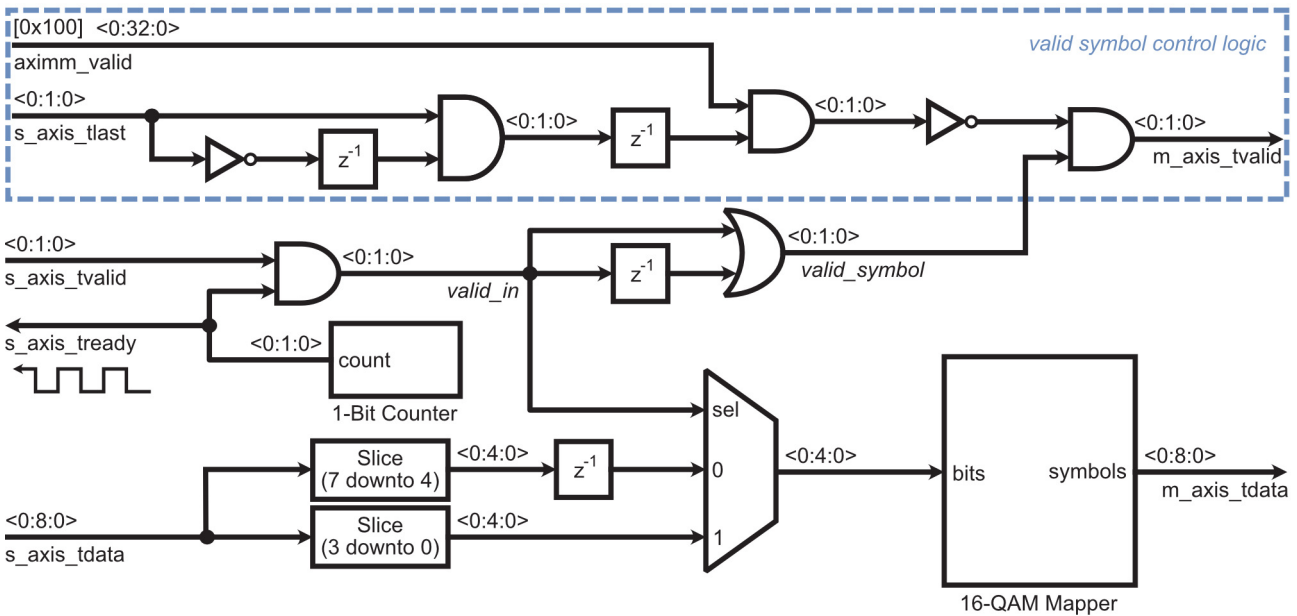 [0x100] <0:32:0>
aximm_valid
valid symbol control logic
<0:1:0>
s_axis_tlast
z-1
<0:1:0>
z-1
<0:1:0>
<0:1:0>
m_axis_tvalid
<0:1:0>
s_axis_tvalid
<0:1:0>
valid_in
z-1
<0:1:0>
valid_symbol
s_axis_tready
<0:1:0>
count
1-Bit Counter
sel
0
1
Slice
(7 downto 4)
<0:4:0>
z-1
Slice
(3 downto 0)
<0:4:0>
<0:8:0>
s_axis_tdata
<0:4:0>
bits
symbols
16-QAM Mapper
<0:8:0>
m_axis_tdata